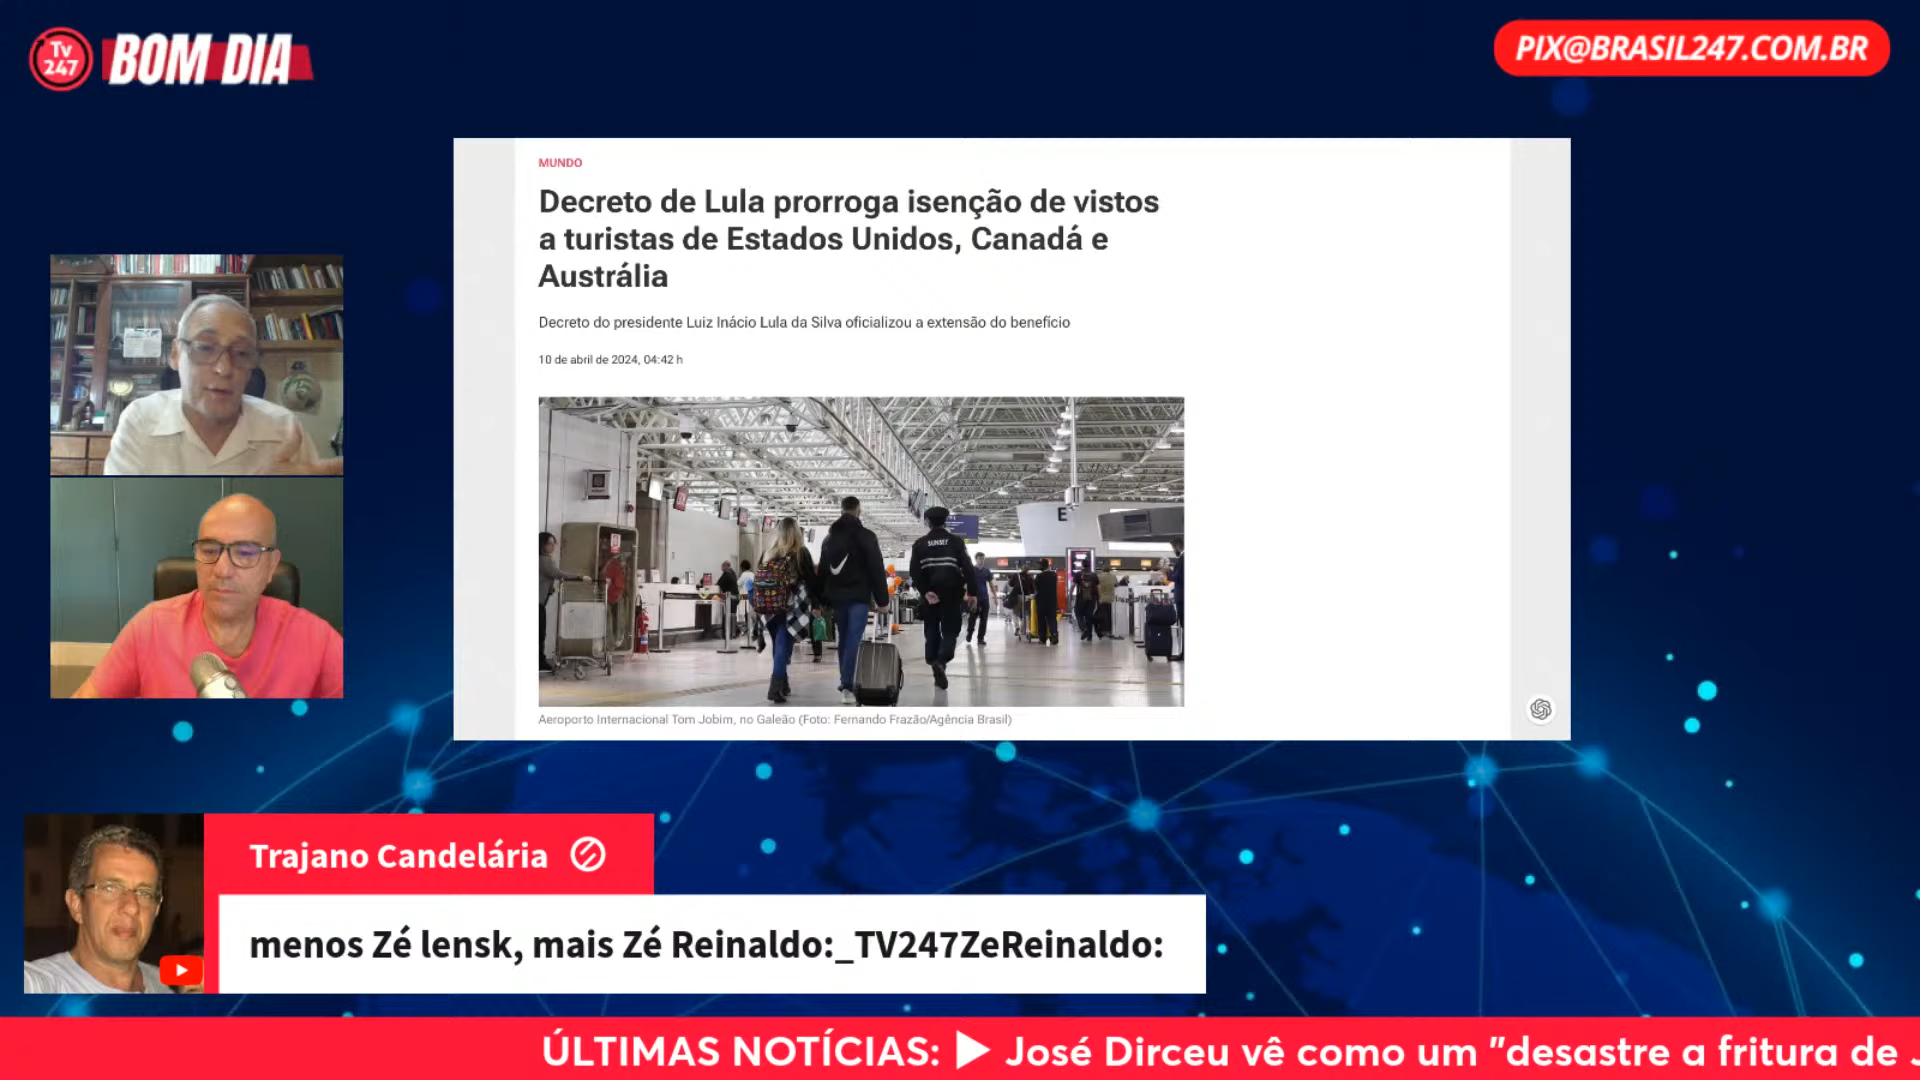 Tv
247
BOM DIA
PIX@BRASIL247.COM.BR
MUNDO
Decreto de Lula prorroga isenção de vistos
a turistas de Estados Unidos, Canadá e
Austrália
Decreto do presidente Luiz Inácio Lula da Silva oficializou a extensão do benefício
10 de abril de 2024, 04:42 h
E
SUNSET
Aeroporto Internacional Tom Jobim, no Galeão (Foto: Fernando Frazão/Agência Brasil)
Trajano Candelária
menos Zé lensk, mais Zé Reinaldo:_TV247ZeReinaldo:
ÚLTIMAS NOTÍCIAS: ▶ José Dirceu vê como um "desastre a fritura de